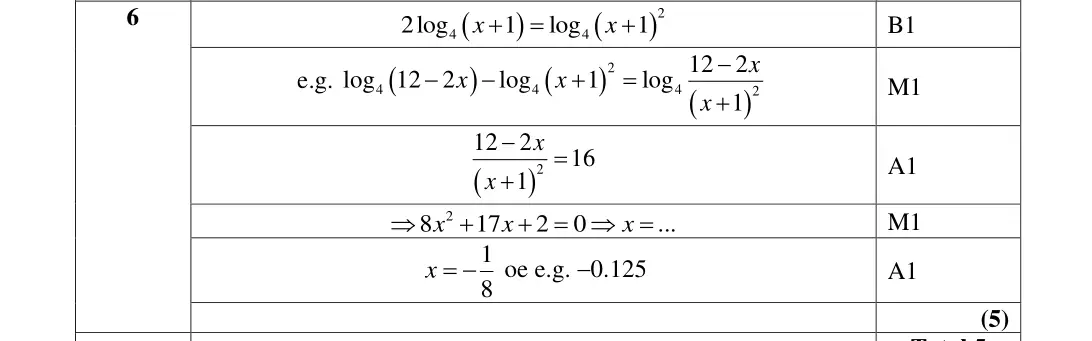 6
2log₄(x+1)=log₄(x+1)² B1
e.g. log₄(12−2x)−log₄(x+1)²=log₄ (12−2x)/(x+1)² M1
(12−2x)/(x+1)² =16 A1
⇒8x²+17x+2=0⇒x=... M1
x=−1/8 oe e.g. –0.125 A1
(5)